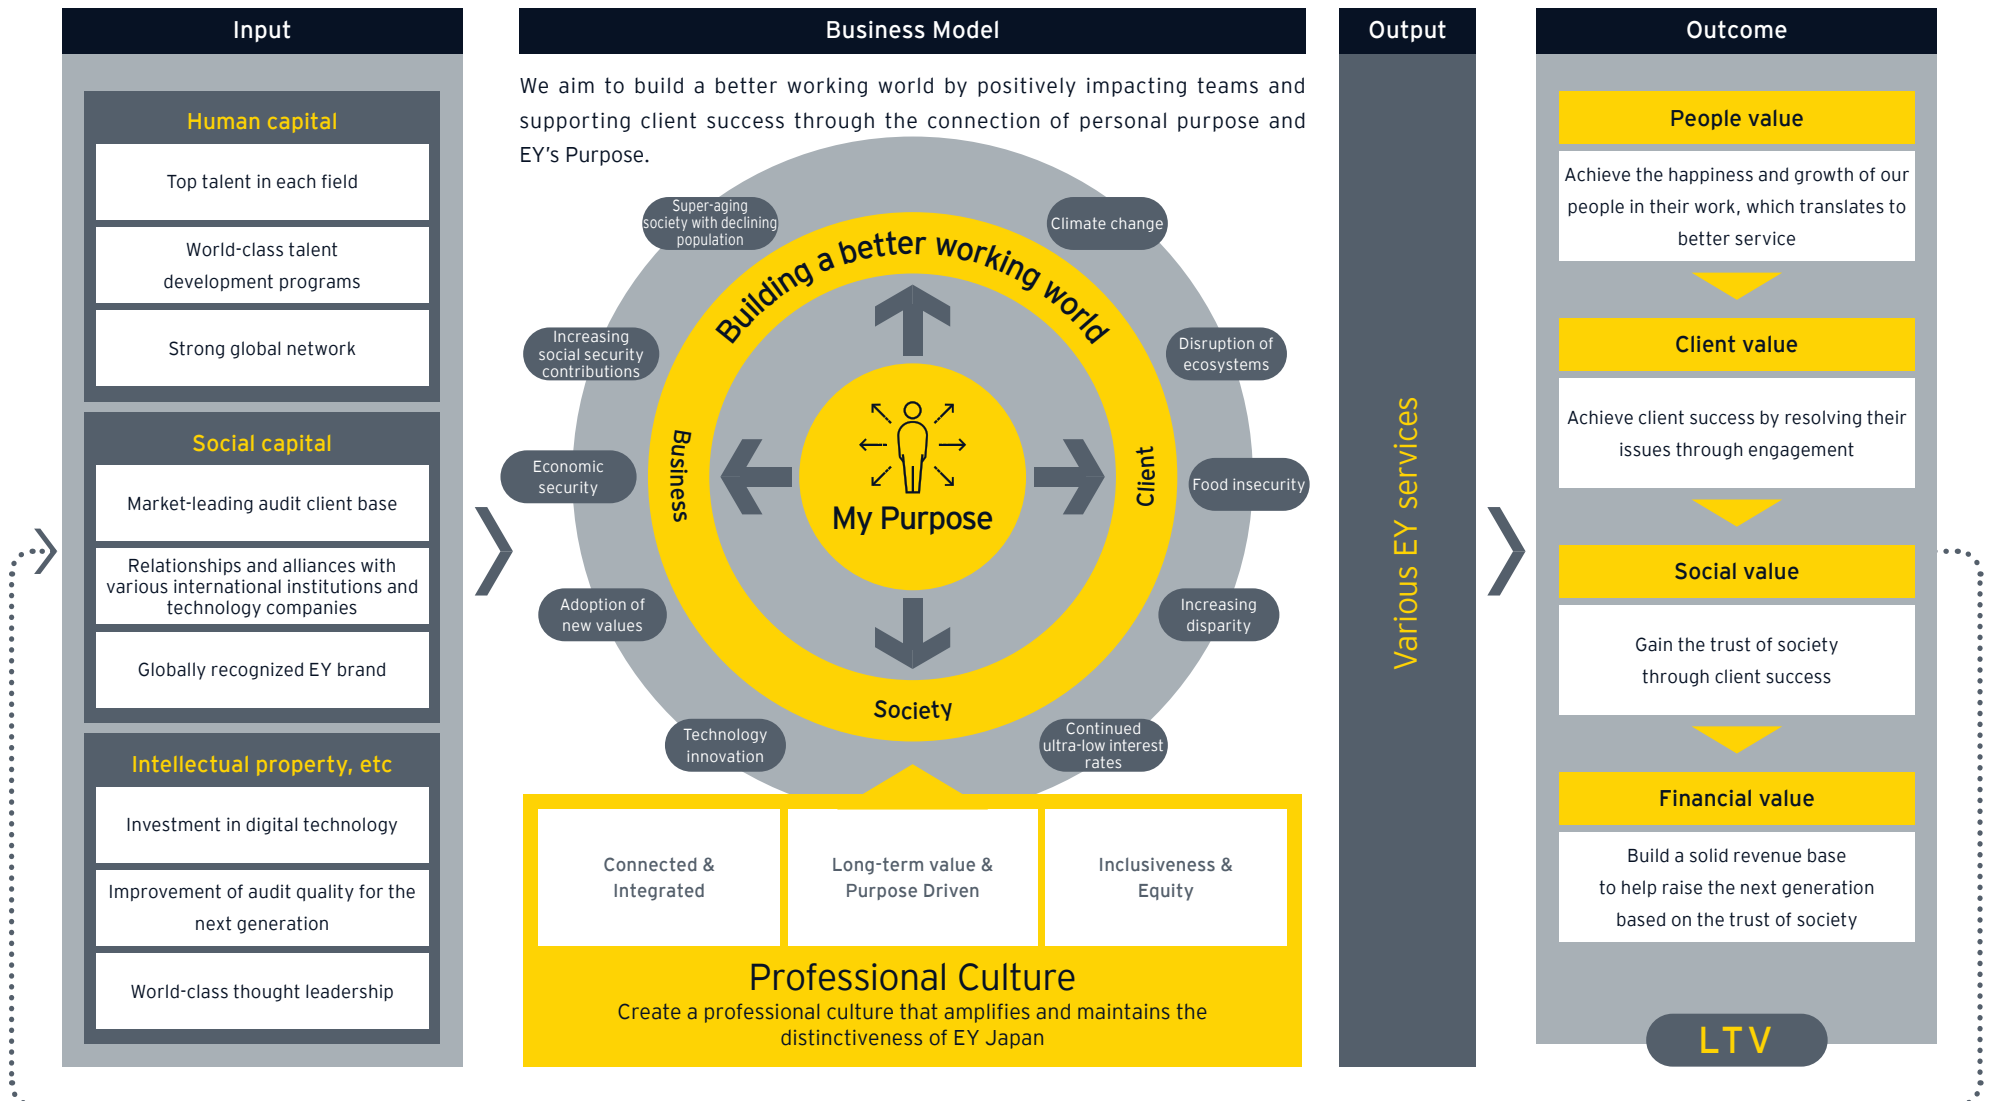 Input
Human capital
Top talent in each field
World-class talent
development programs
Strong global network
Social capital
Market-leading audit client base
Relationships and alliances with
various international institutions and
technology companies
Globally recognized EY brand
Intellectual property, etc
Investment in digital technology
Improvement of audit quality for the
next generation
World-class thought leadership
Business Model
We aim to build a better working world by positively impacting teams and
supporting client success through the connection of personal purpose and
EY's Purpose.
Super-aging
society with declining
population
Climate change
Building a better working world
Increasing
social security
contributions
Disruption of
ecosystems
Business
Client
Economic
security
Food insecurity
My Purpose
Adoption of
new values
Increasing
disparity
Society
Technology
innovation
Continued
ultra-low interest
rates
Connected &
Integrated
Long-term value &
Purpose Driven
Inclusiveness &
Equity
Professional Culture
Create a professional culture that amplifies and maintains the
distinctiveness of EY Japan
Output
Various EY services
Outcome
People value
Achieve the happiness and growth of our
people in their work, which translates to
better service
Client value
Achieve client success by resolving their
issues through engagement
Social value
Gain the trust of society
through client success
Financial value
Build a solid revenue base
to help raise the next generation
based on the trust of society
LTV